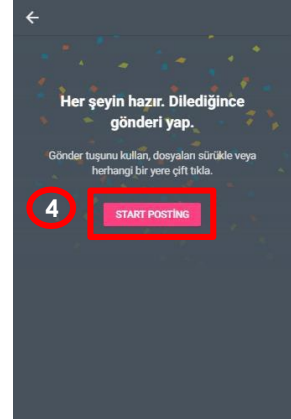 Her şeyin hazır. Dilediğince
gönderi yap.
Gönder tuşunu kullan, dosyaları sürükle veya
herhangi bir yere çift tıkla.
4
START POSTİNG